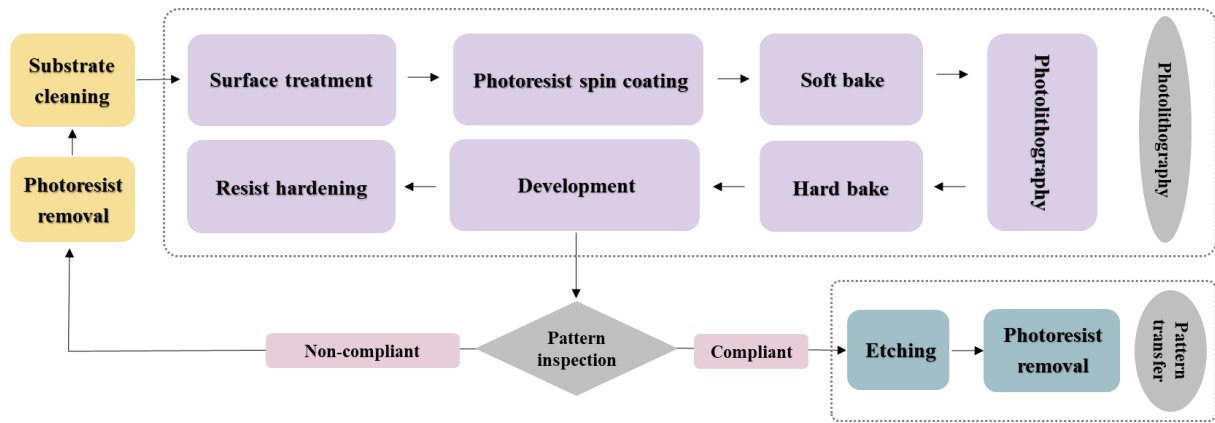 Substrate
cleaning
Surface treatment
Photoresist spin coating
Soft bake
Photolithography
Photolithography
Photoresist
removal
Resist hardening
Development
Hard bake
Non-compliant
Pattern
inspection
Compliant
Etching
Photoresist
removal
Pattern
transfer